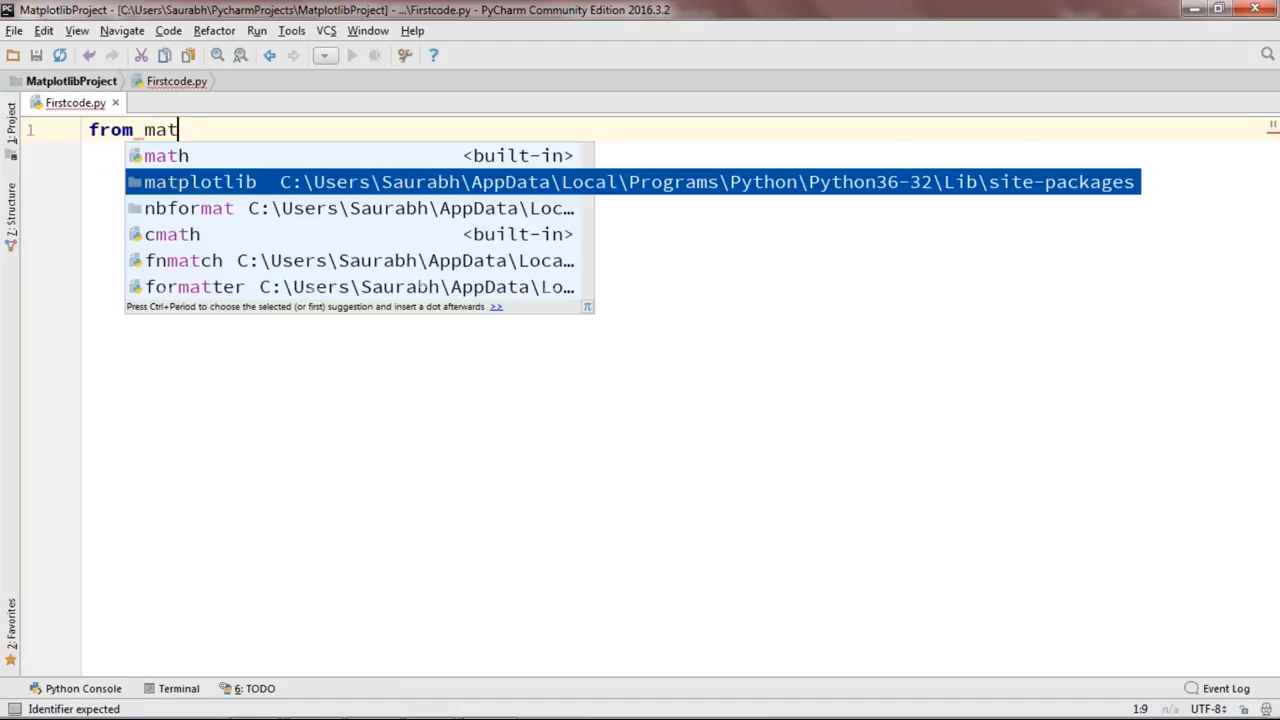 MatplotlibProject - [C:\Users\Saurabh\PycharmProjects\MatplotlibProject] - ...\Firstcode.py - PyCharm Community Edition 2016.3.2
File Edit View Navigate Code Refactor Run Tools VCS Window Help
MatplotlibProject Firstcode.py
Firstcode.py
1: Project
Z: Structure
2: Favorites
1 from mat
math <built-in>
matplotlib C:\Users\Saurabh\AppData\Local\Programs\Python\Python36-32\Lib\site-packages
nbformat C:\Users\Saurabh\AppData\Loc...
cmath <built-in>
fnmatch C:\Users\Saurabh\AppData\Loca...
formatter C:\Users\Saurabh\AppData\Lo...
Press Ctrl+Period to choose the selected (or first) suggestion and insert a dot afterwards >> π
Python Console Terminal 6: TODO Event Log
Identifier expected 1:9 n/a UTF-8